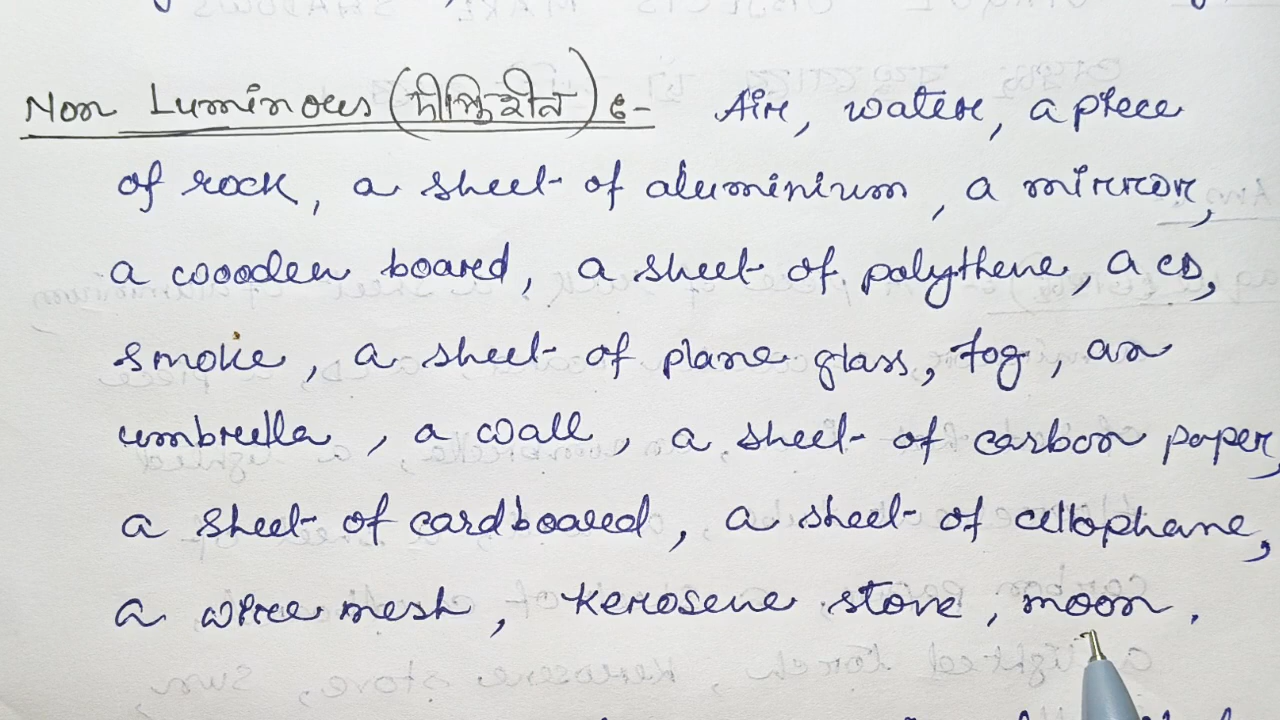 Non Luminous (দীপ্তিহীন) :- Air, water, a piece
of rock, a sheet of aluminium, a mirror,
a wooden board, a sheet of polythene, a CD,
smoke, a sheet of plane glass, fog, an
umbrella, a wall, a sheet of carbon paper,
a sheet of cardboard, a sheet of cellophane,
a wire mesh, kerosene stove, moon.